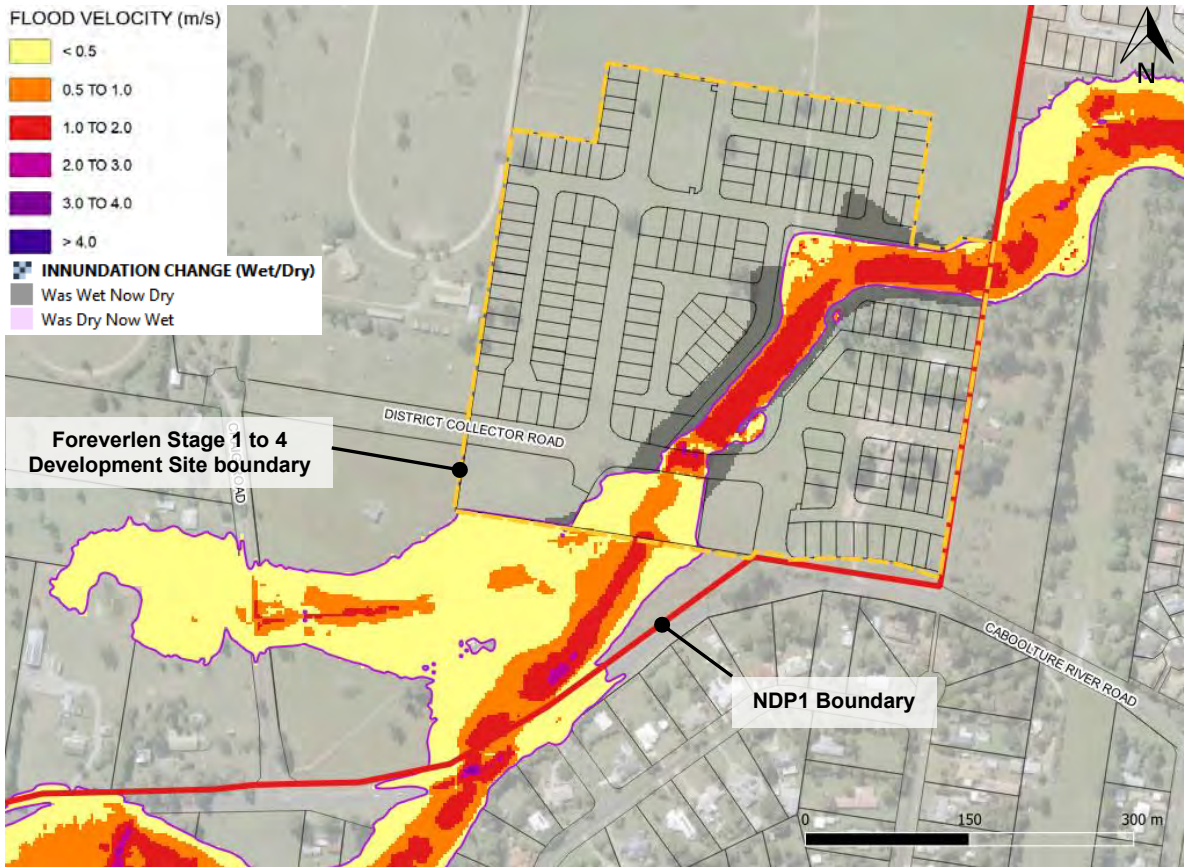 FLOOD VELOCITY (m/s)
< 0.5
0.5 TO 1.0
1.0 TO 2.0
2.0 TO 3.0
3.0 TO 4.0
> 4.0
INNUNDATION CHANGE (Wet/Dry)
Was Wet Now Dry
Was Dry Now Wet
N
DISTRICT COLLECTOR ROAD
Foreverlen Stage 1 to 4
Development Site boundary
ROAD
CABOOLTURE RIVER ROAD
NDP1 Boundary
0 150 300 m